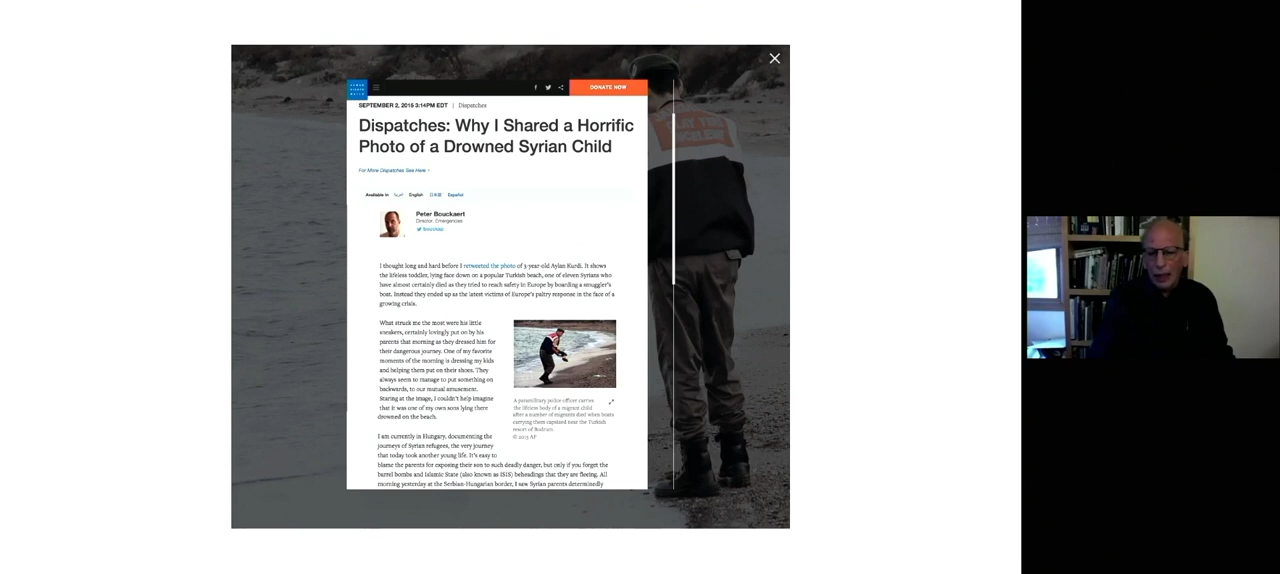 DONATE NOW
SEPTEMBER 2, 2015 3:14PM EDT | Dispatches
Dispatches: Why I Shared a Horrific
Photo of a Drowned Syrian Child
For More Dispatches See Here
Available In English Español
Peter Bouckaert
Director, Emergencies
I thought long and hard before I retweeted the photo of 3-year-old Aylan Kurdi. It shows
the lifeless toddler, lying face down on a popular Turkish beach, one of eleven Syrians who
have almost certainly died as they tried to reach safety in Europe by boarding a smuggler's
boat. Instead they ended up as the latest victims of Europe's paltry response in the face of a
growing crisis.
What struck me the most were his little
sneakers, certainly lovingly put on by his
parents that morning as they dressed him for
their dangerous journey. One of my favorite
moments of the morning is dressing my kids
and helping them put on their shoes. They
always seem to manage to put something on
backwards, to our mutual amusement.
Staring at the image, I couldn't help imagine
that it was one of my own sons lying there
drowned on the beach.
A paramilitary police officer carries
the lifeless body of a migrant child
after a number of migrants died when boats
carrying them capsized near the Turkish
resort of Bodrum.
© 2015 AP
I am currently in Hungary, documenting the
journeys of Syrian refugees, the very journey
that today took another young life. It's easy to
blame the parents for exposing their son to such deadly danger, but only if you forget the
barrel bombs and Islamic State (also known as ISIS) beheadings that they are fleeing. All
morning yesterday at the Serbian-Hungarian border, I saw Syrian parents determinedly